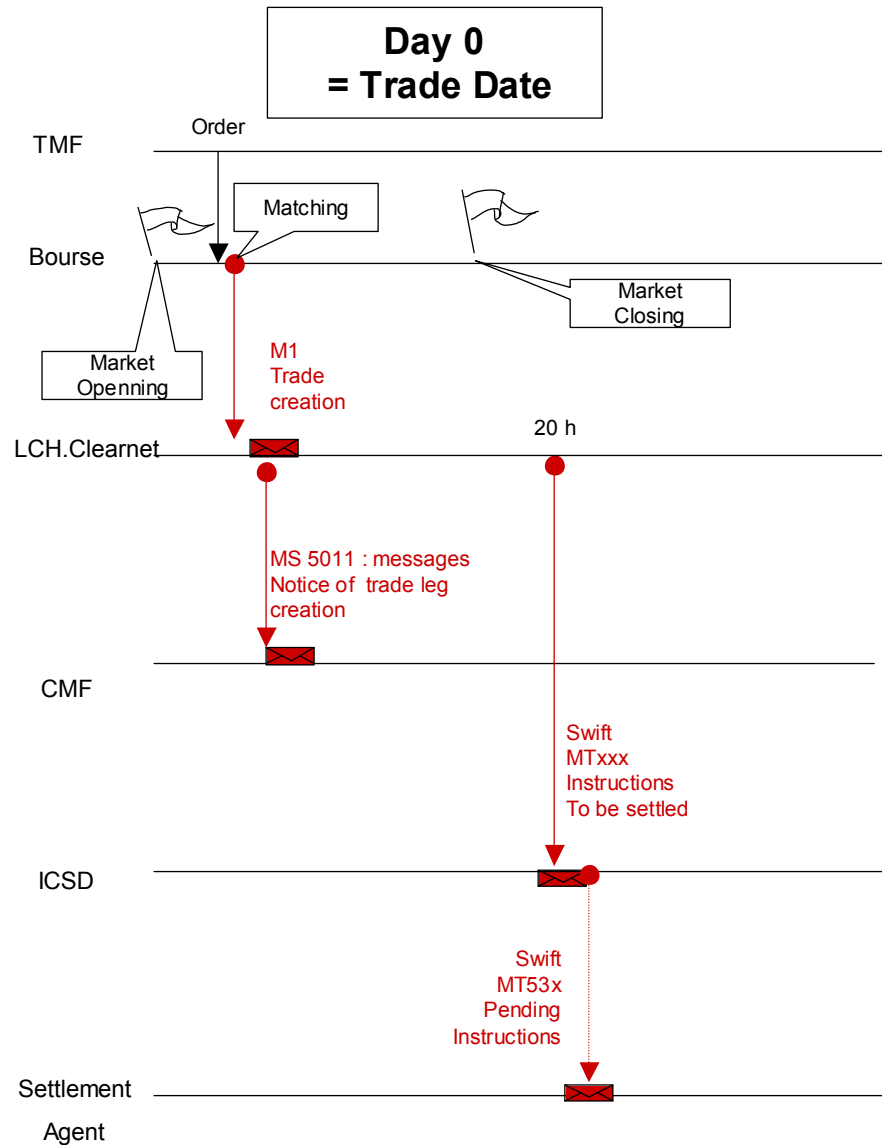 Day 0
= Trade Date
Order
TMF
Matching
Bourse
Market
Closing
Market
Openning
M1
Trade
creation
20 h
LCH.Clearnet
MS 5011 : messages
Notice of trade leg
creation
CMF
Swift
MTxxx
Instructions
To be settled
ICSD
Swift
MT53x
Pending
Instructions
Settlement
Agent